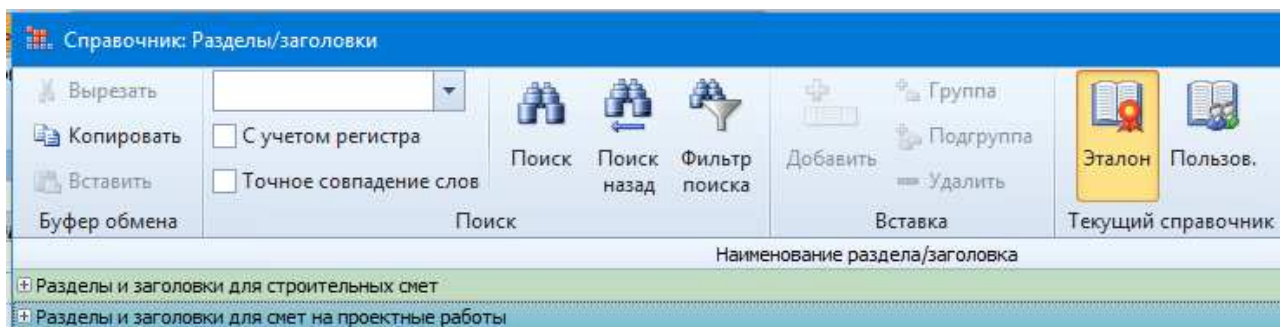 Справочник: Разделы/заголовки
Вырезать
Копировать
Вставить
Буфер обмена
С учетом регистра
Точное совпадение слов
Поиск
Поиск назад
Фильтр поиска
Поиск
Добавить
Группа
Подгруппа
Удалить
Вставка
Эталон
Пользов.
Текущий справочник
Наименование раздела/заголовка
Разделы и заголовки для строительных смет
Разделы и заголовки для смет на проектные работы